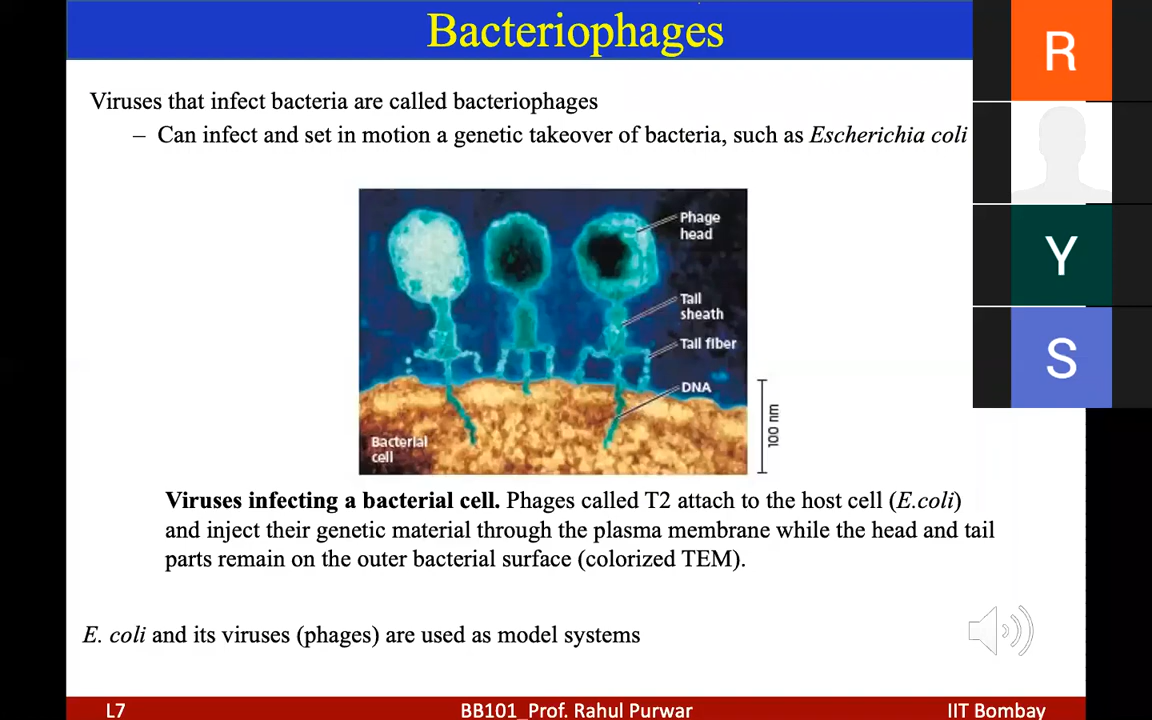 Bacteriophages
Viruses that infect bacteria are called bacteriophages
– Can infect and set in motion a genetic takeover of bacteria, such as Escherichia coli
Phage
head
Tail
sheath
Tail fiber
DNA
Bacterial
cell
100 nm
Viruses infecting a bacterial cell. Phages called T2 attach to the host cell (E.coli)
and inject their genetic material through the plasma membrane while the head and tail
parts remain on the outer bacterial surface (colorized TEM).
E. coli and its viruses (phages) are used as model systems
L7 BB101_Prof. Rahul Purwar IIT Bombay
R
Y
S